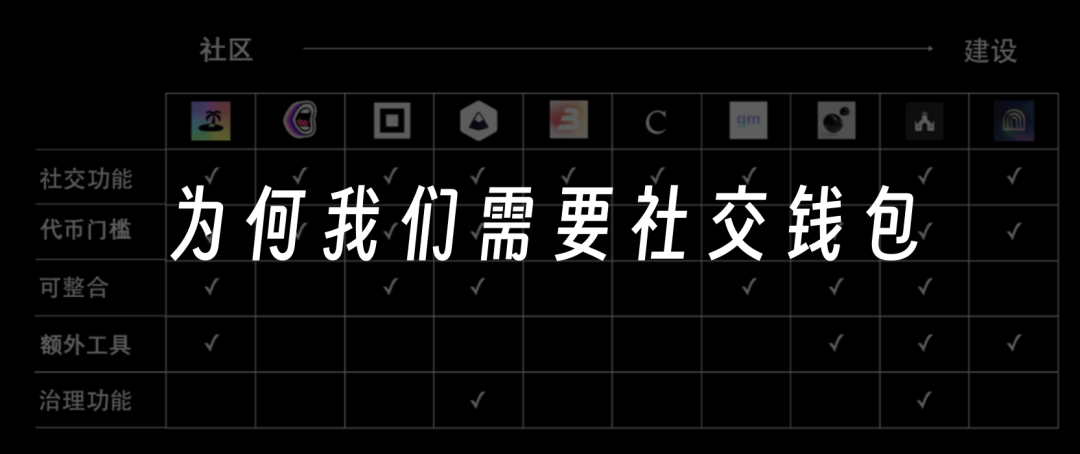 社区 建设
gm
社交功能
为何我们需要社交钱包
代币门槛
可整合
额外工具
治理功能